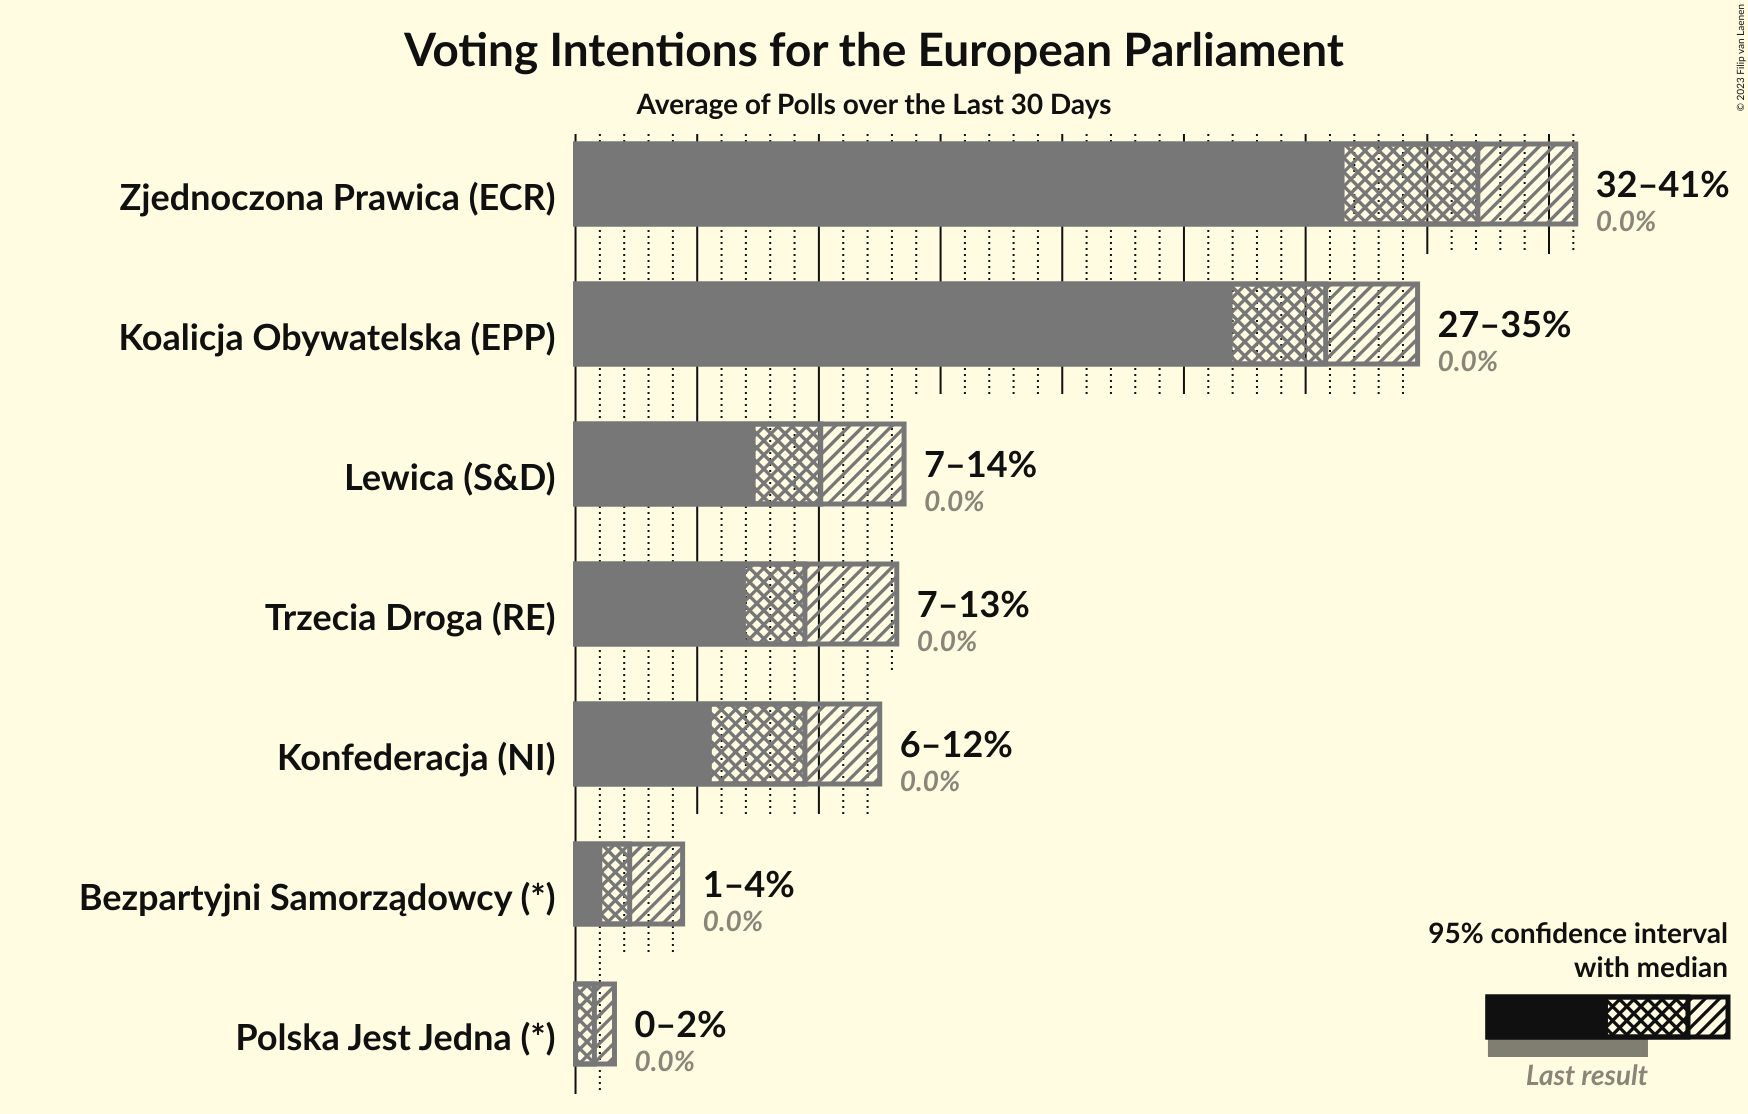 © 2023 Filip van Laenen
Voting Intentions for the European Parliament
Average of Polls over the Last 30 Days
Zjednoczona Prawica (ECR)
32–41%
0.0%
Koalicja Obywatelska (EPP)
27–35%
0.0%
Lewica (S&D)
7–14%
0.0%
Trzecia Droga (RE)
7–13%
0.0%
Konfederacja (NI)
6–12%
0.0%
Bezpartyjni Samorządowcy (*)
1–4%
0.0%
Polska Jest Jedna (*)
0–2%
0.0%
95% confidence interval
with median
Last result